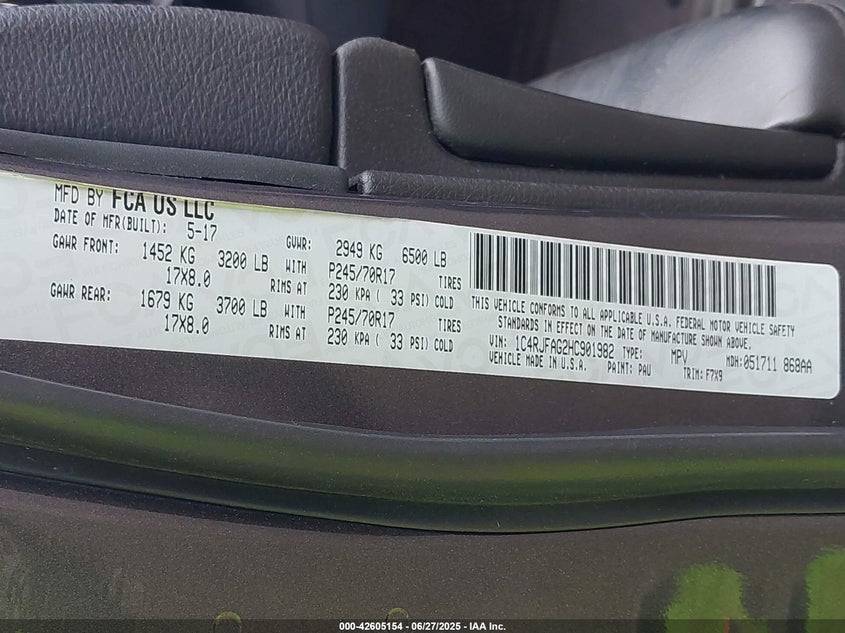 MFD BY FCA US LLC
DATE OF MFR(BUILT): 5-17
GAWR FRONT: 1452 KG 3200 LB
17X8.0
WITH
RIMS AT
GVWR: 2949 KG 6500 LB
P245/70R17 TIRES
230 KPA ( 33 PSI) COLD
GAWR REAR: 1679 KG 3700 LB
17X8.0
WITH
RIMS AT
P245/70R17 TIRES
230 KPA ( 33 PSI) COLD
THIS VEHICLE CONFORMS TO ALL APPLICABLE U.S.A. FEDERAL MOTOR VEHICLE SAFETY
STANDARDS IN EFFECT ON THE DATE OF MANUFACTURE SHOWN ABOVE.
VIN: 1C4RJFAG2HC901982 TYPE: MPV MDH:051711 868AA
VEHICLE MADE IN U.S.A. PAINT: PAU TRIM: F7X9
000-42605154 - 06/27/2025 - IAA Inc.